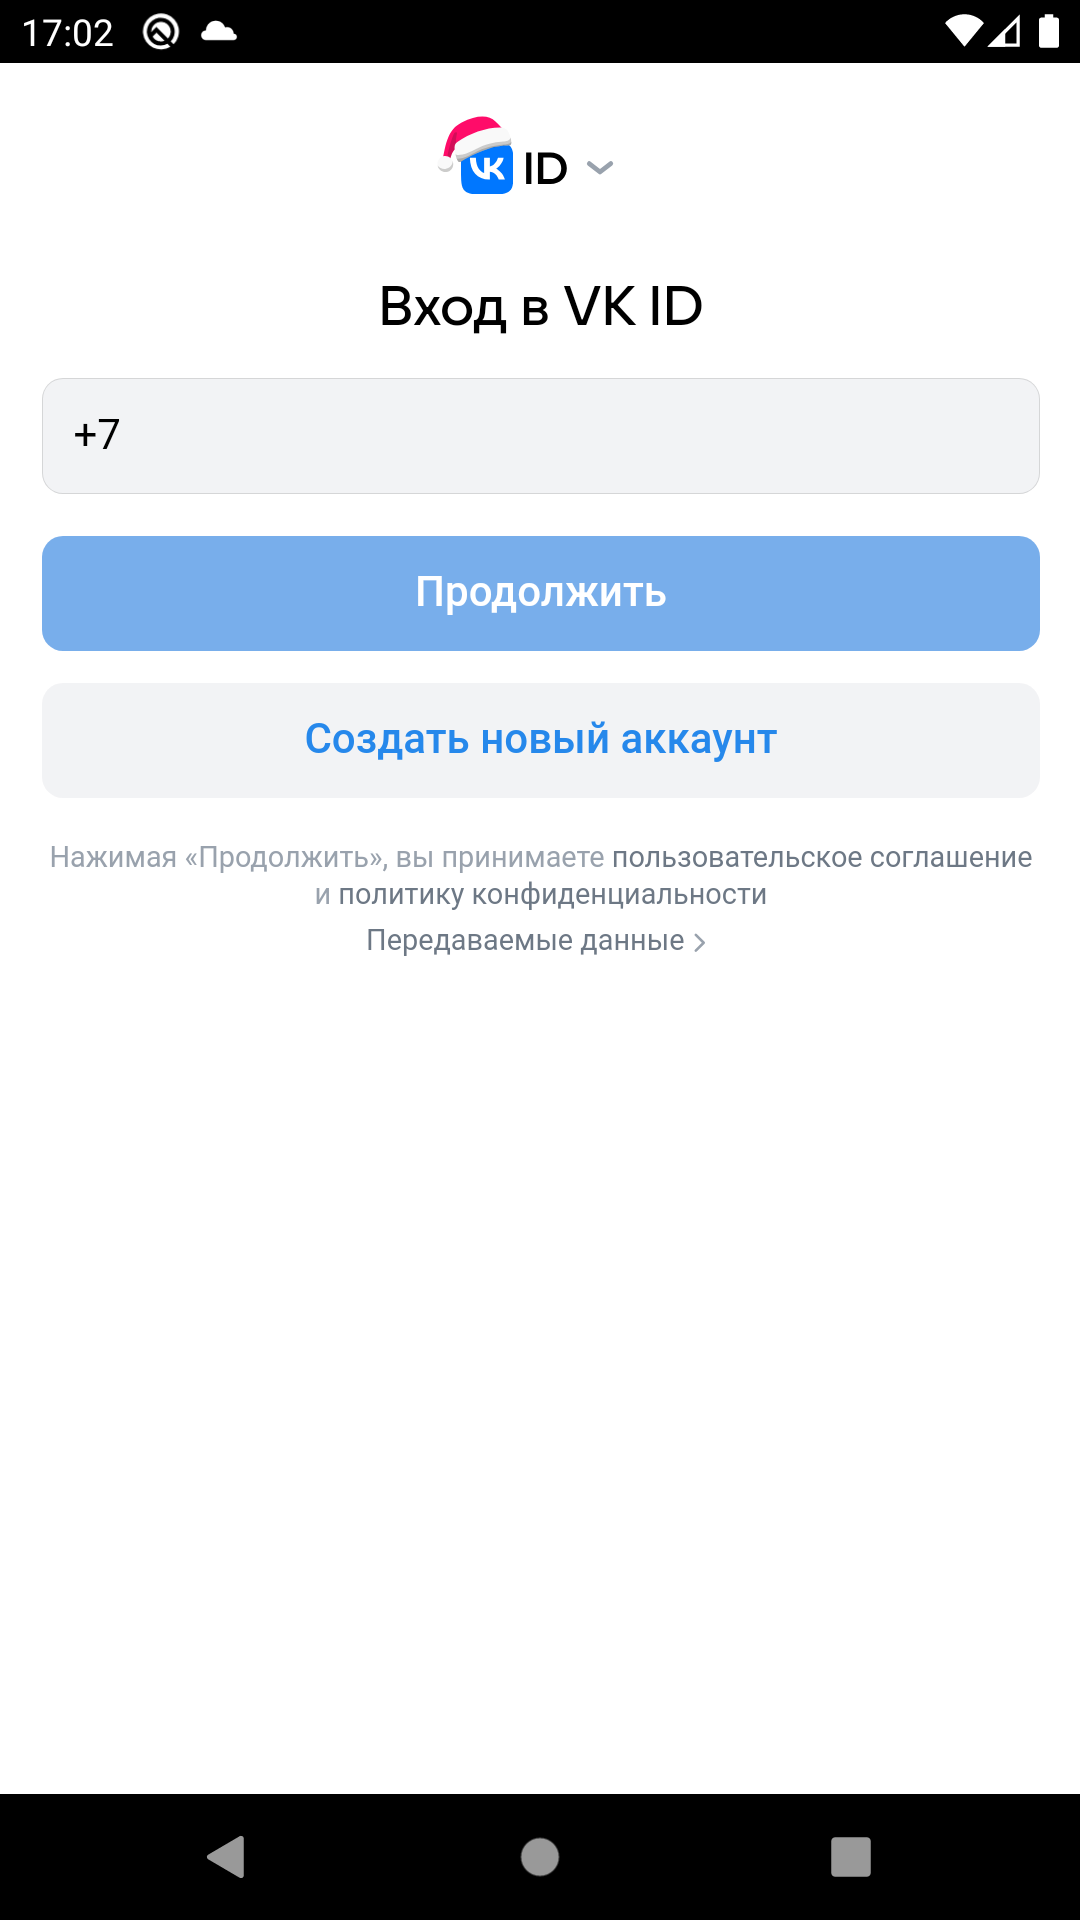 17:02
VK ID
Вход в VK ID
+7
Продолжить
Создать новый аккаунт
Нажимая «Продолжить», вы принимаете пользовательское соглашение
и политику конфиденциальности
Передаваемые данные